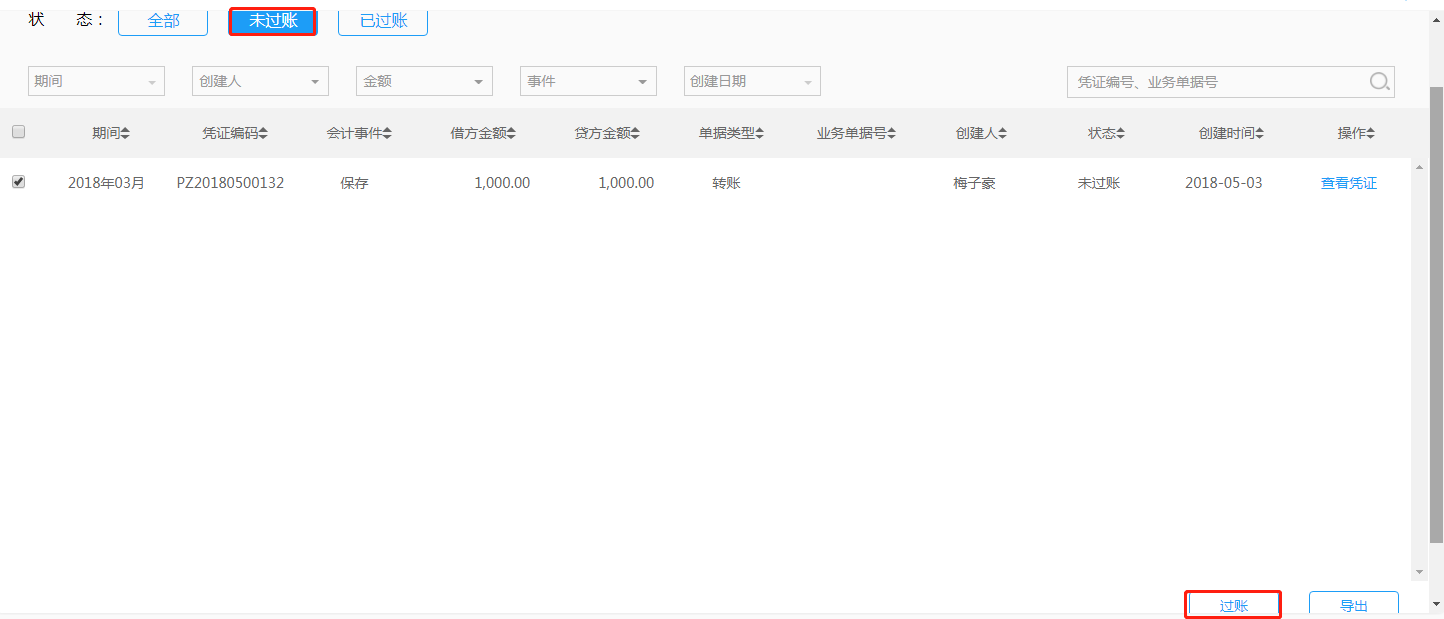 状 态： 全部 未过账 已过账
期间 创建人 金额 事件 创建日期 凭证编号、业务单据号
期间 凭证编码 会计事件 借方金额 贷方金额 单据类型 业务单据号 创建人 状态 创建时间 操作
2018年03月 PZ20180500132 保存 1,000.00 1,000.00 转账 梅子豪 未过账 2018-05-03 查看凭证
过账 导出